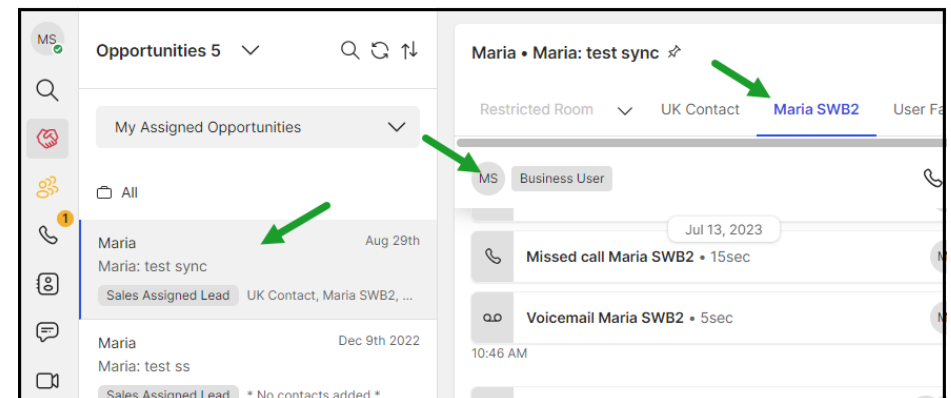 MS
1
Opportunities 5
My Assigned Opportunities
All
Maria Aug 29th
Maria: test sync
Sales Assigned Lead UK Contact, Maria SWB2, ...
Maria Dec 9th 2022
Maria: test ss
Sales Assigned Lead * No contacts added *
Maria • Maria: test sync
Restricted Room UK Contact Maria SWB2 User Fa
MS Business User
Jul 13, 2023
Missed call Maria SWB2 • 15sec
Voicemail Maria SWB2 • 5sec
10:46 AM